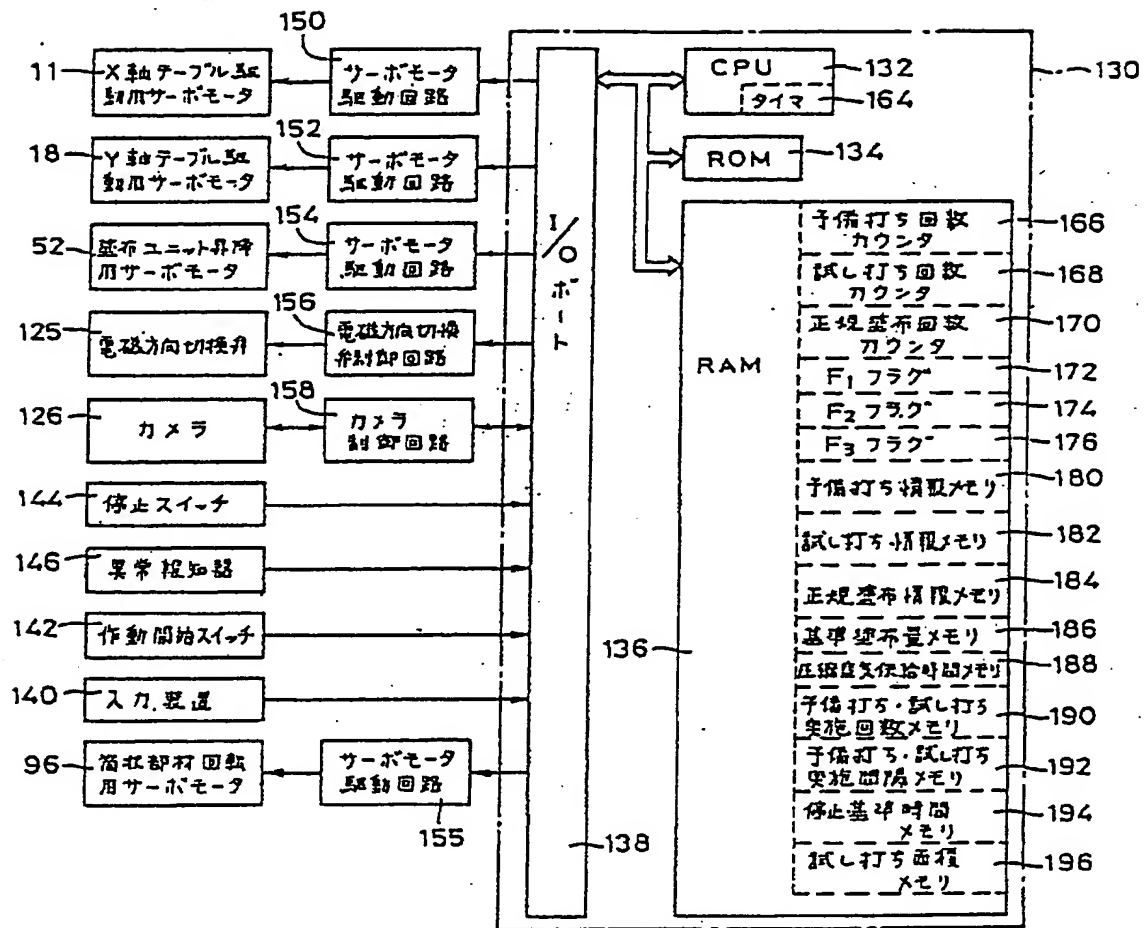 11
X軸テーブル駆
動用サーボモータ
150
サーボモータ
駆動回路
18
Y軸テーブル駆
動用サーボモータ
152
サーボモータ
駆動回路
52
塗布ユニット昇降
用サーボモータ
154
サーボモータ
駆動回路
125
電磁方向切換弁
156
電磁方向切換
弁制御回路
126
カメラ
158
カメラ
制御回路
144
停止スイッチ
146
異常報知器
142
作動開始スイッチ
140
入力装置
96
筒状部材回転
用サーボモータ
サーボモータ
駆動回路
155
I/Oポート
138
CPU
132
タイマ
164
130
ROM
134
RAM
136
予備打ち回数
カウンタ
166
試し打ち回数
カウンタ
168
正規塗布回数
カウンタ
170
F1フラグ
172
F2フラグ
174
F3フラグ
176
予備打ち情報メモリ
180
試し打ち情報メモリ
182
正規塗布情報メモリ
184
基準塗布量メモリ
186
圧縮空気供給時間メモリ
188
予備打ち・試し打ち
実施回数メモリ
190
予備打ち・試し打ち
実施間隔メモリ
192
停止基準時間
メモリ
194
試し打ち面積
メモリ
196